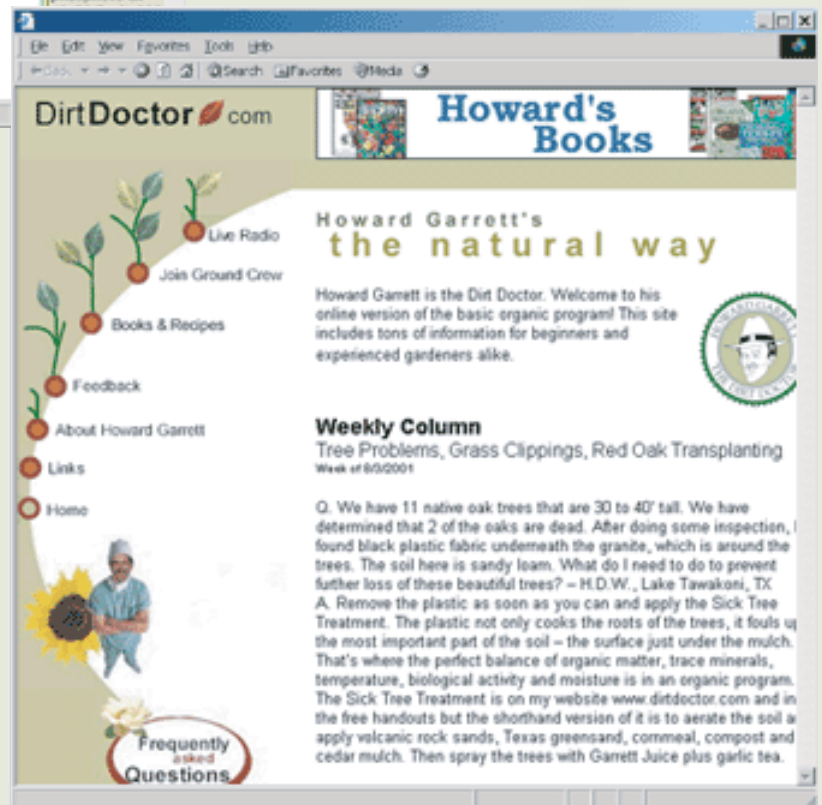 File Edit View Favorites Tools Help
Back Search Favorites Media
DirtDoctor com
Howard's
Books
Live Radio
Join Ground Crew
Books & Recipes
Feedback
About Howard Garrett
Links
Home
Frequently
asked
Questions
Howard Garrett's
the natural way
Howard Garrett is the Dirt Doctor. Welcome to his
online version of the basic organic program! This site
includes tons of information for beginners and
experienced gardeners alike.
HOWARD GARRETT
THE DIRT DOCTOR
Weekly Column
Tree Problems, Grass Clippings, Red Oak Transplanting
Week of 8/3/2001
Q. We have 11 native oak trees that are 30 to 40' tall. We have
determined that 2 of the oaks are dead. After doing some inspection,
found black plastic fabric underneath the granite, which is around the
trees. The soil here is sandy loam. What do I need to do to prevent
further loss of these beautiful trees? – H.D.W., Lake Tawakoni, TX
A. Remove the plastic as soon as you can and apply the Sick Tree
Treatment. The plastic not only cooks the roots of the trees, it fouls up
the most important part of the soil – the surface just under the mulch.
That's where the perfect balance of organic matter, trace minerals,
temperature, biological activity and moisture is in an organic program.
The Sick Tree Treatment is on my website www.dirtdoctor.com and in
the free handouts but the shorthand version of it is to aerate the soil
apply volcanic rock sands, Texas greensand, cornmeal, compost and
cedar mulch. Then spray the trees with Garrett Juice plus garlic tea.